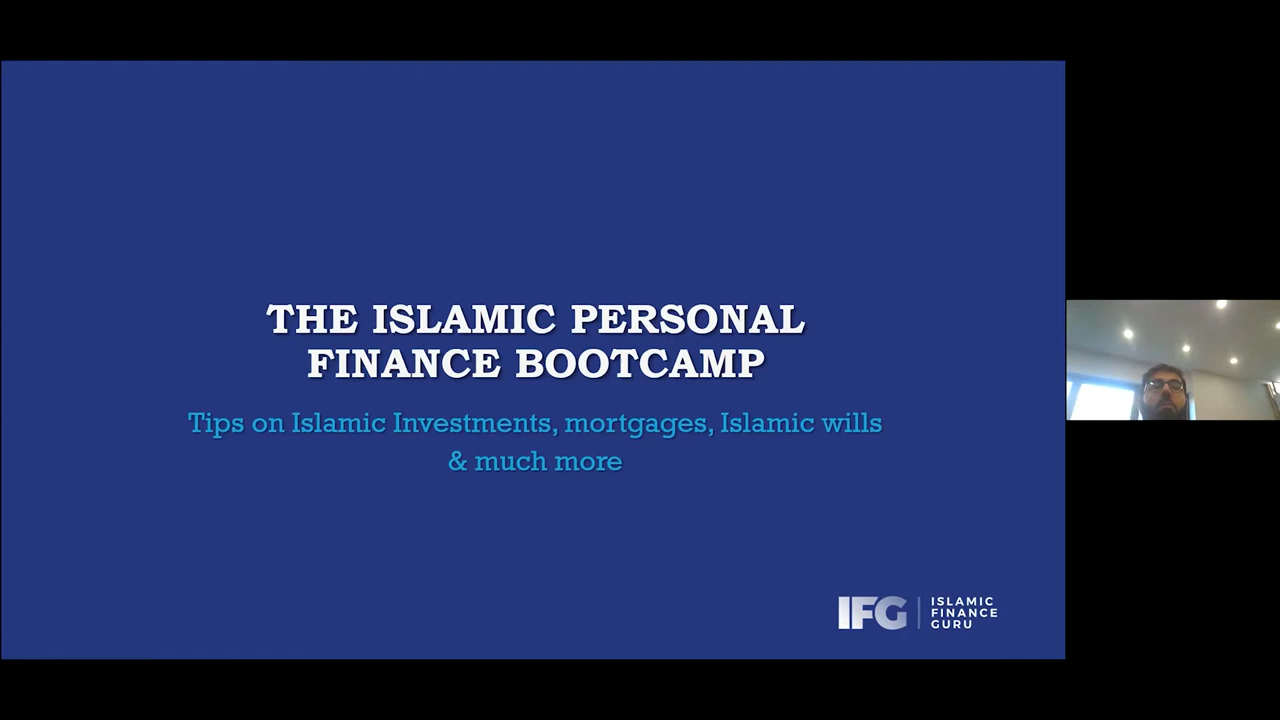 THE ISLAMIC PERSONAL
FINANCE BOOTCAMP
Tips on Islamic Investments, mortgages, Islamic wills
& much more
IFG
ISLAMIC
FINANCE
GURU